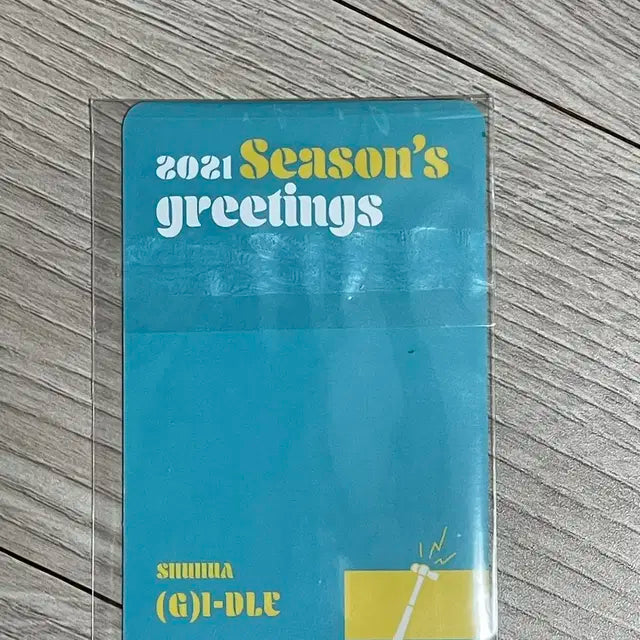 2021 Season's
greetings
SHUHUA
(G)I-DLE